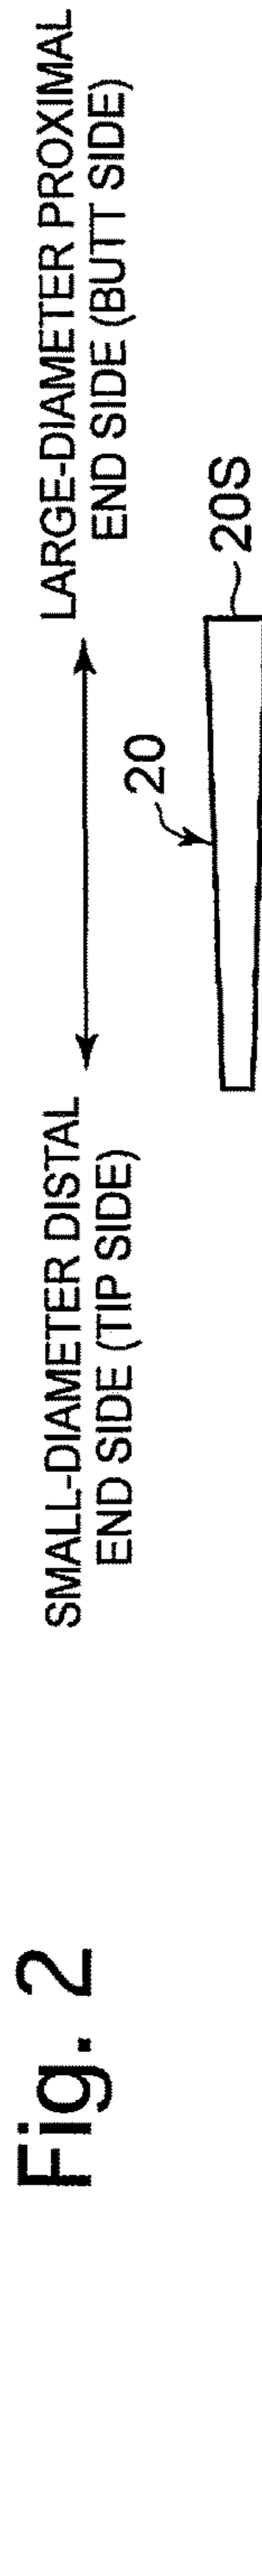 Fig. 2
SMALL-DIAMETER DISTAL
END SIDE (TIP SIDE)
LARGE-DIAMETER PROXIMAL
END SIDE (BUTT SIDE)
20
20S